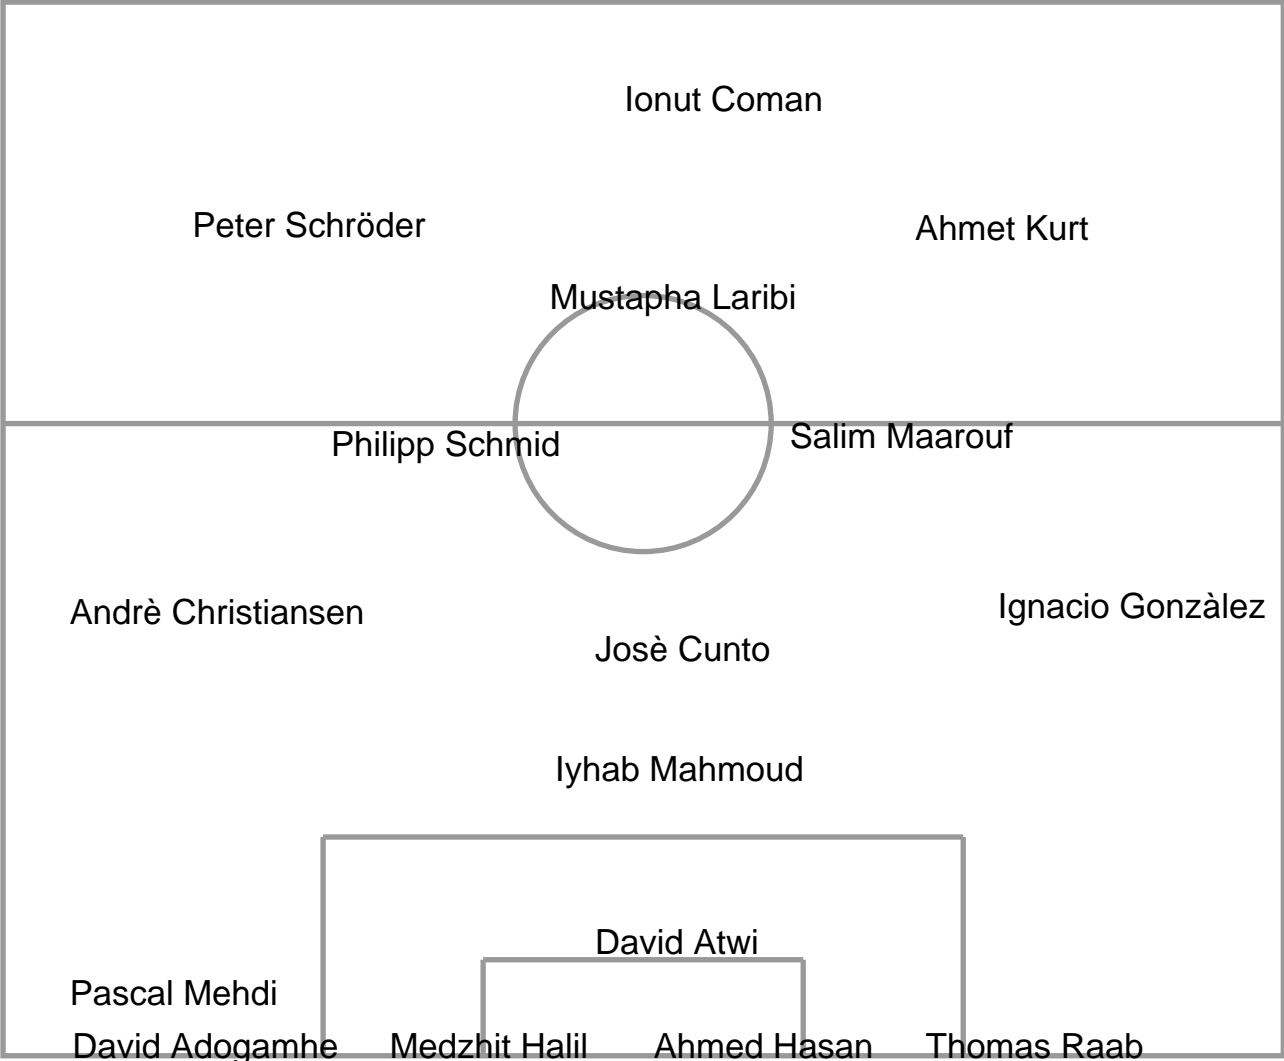 Ionut Coman
Peter Schröder
Ahmet Kurt
Mustapha Laribi
Philipp Schmid
Salim Maarouf
Andrè Christiansen
Ignacio Gonzàlez
Josè Cunto
Iyhab Mahmoud
David Atwi
Pascal Mehdi
David Adogamhe
Medzhit Halil
Ahmed Hasan
Thomas Raab